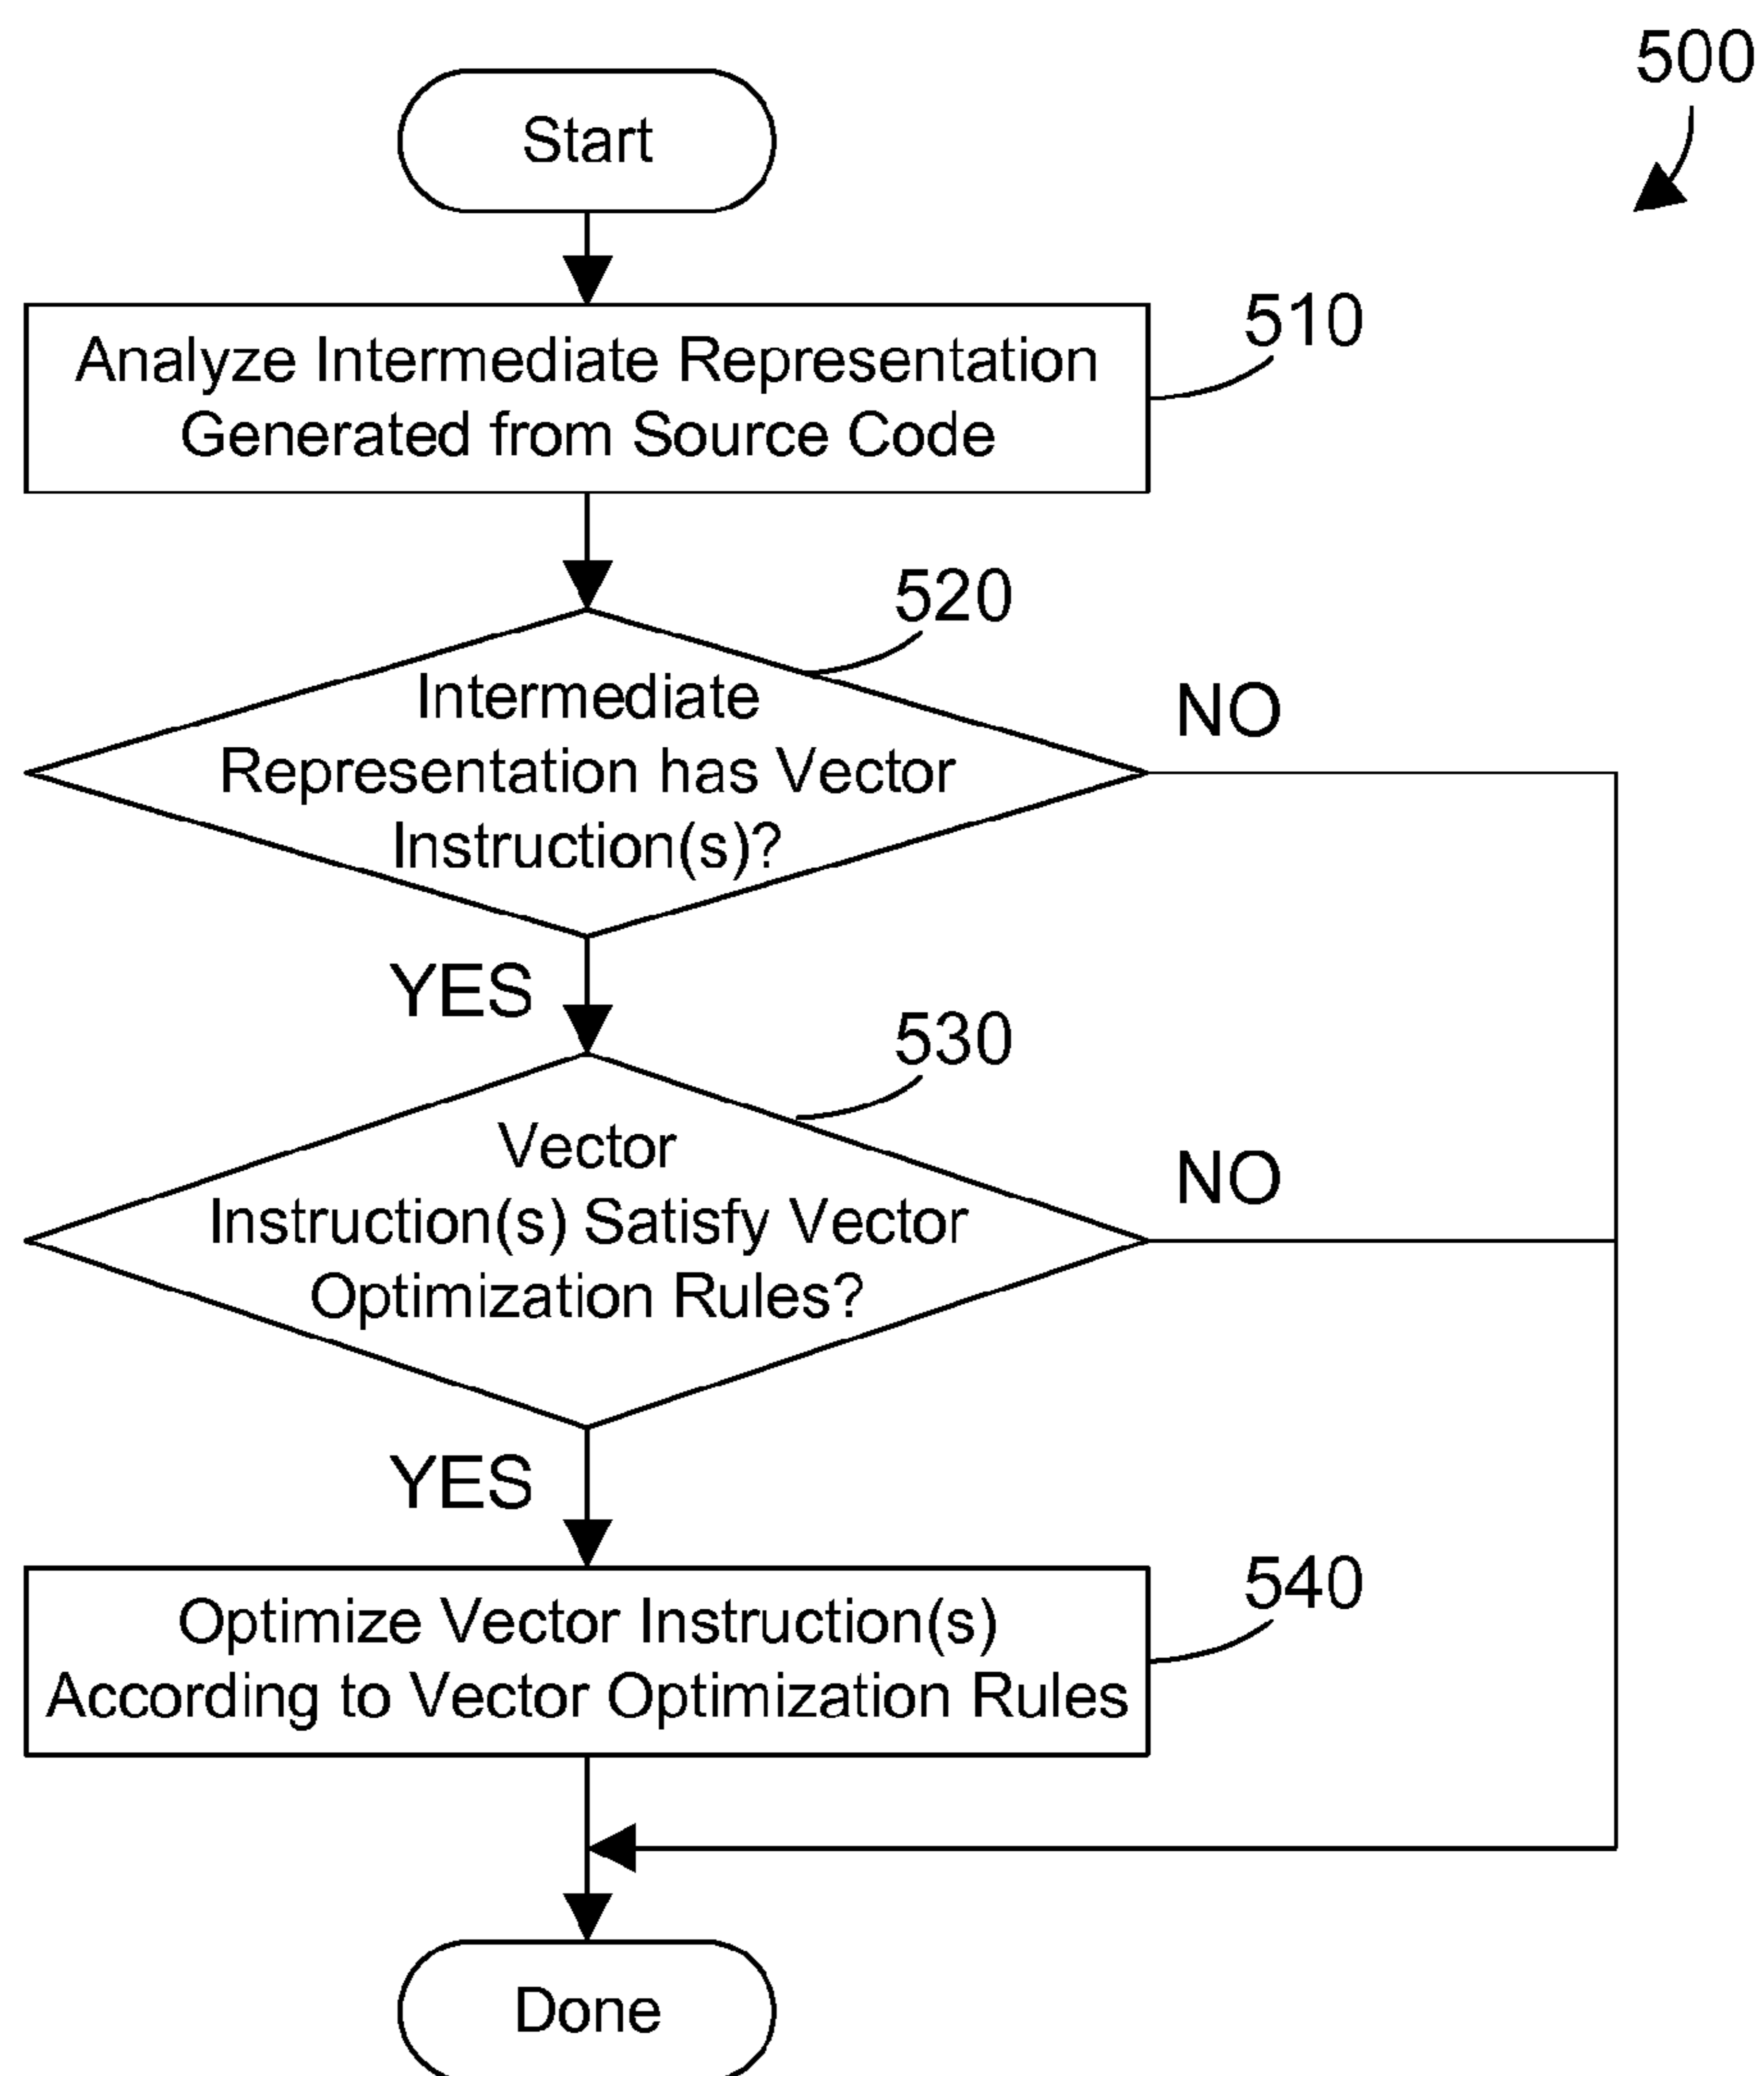 500
Start
510
Analyze Intermediate Representation
Generated from Source Code
520
Intermediate
Representation has Vector
Instruction(s)?
NO
YES
530
Vector
Instruction(s) Satisfy Vector
Optimization Rules?
NO
YES
540
Optimize Vector Instruction(s)
According to Vector Optimization Rules
Done